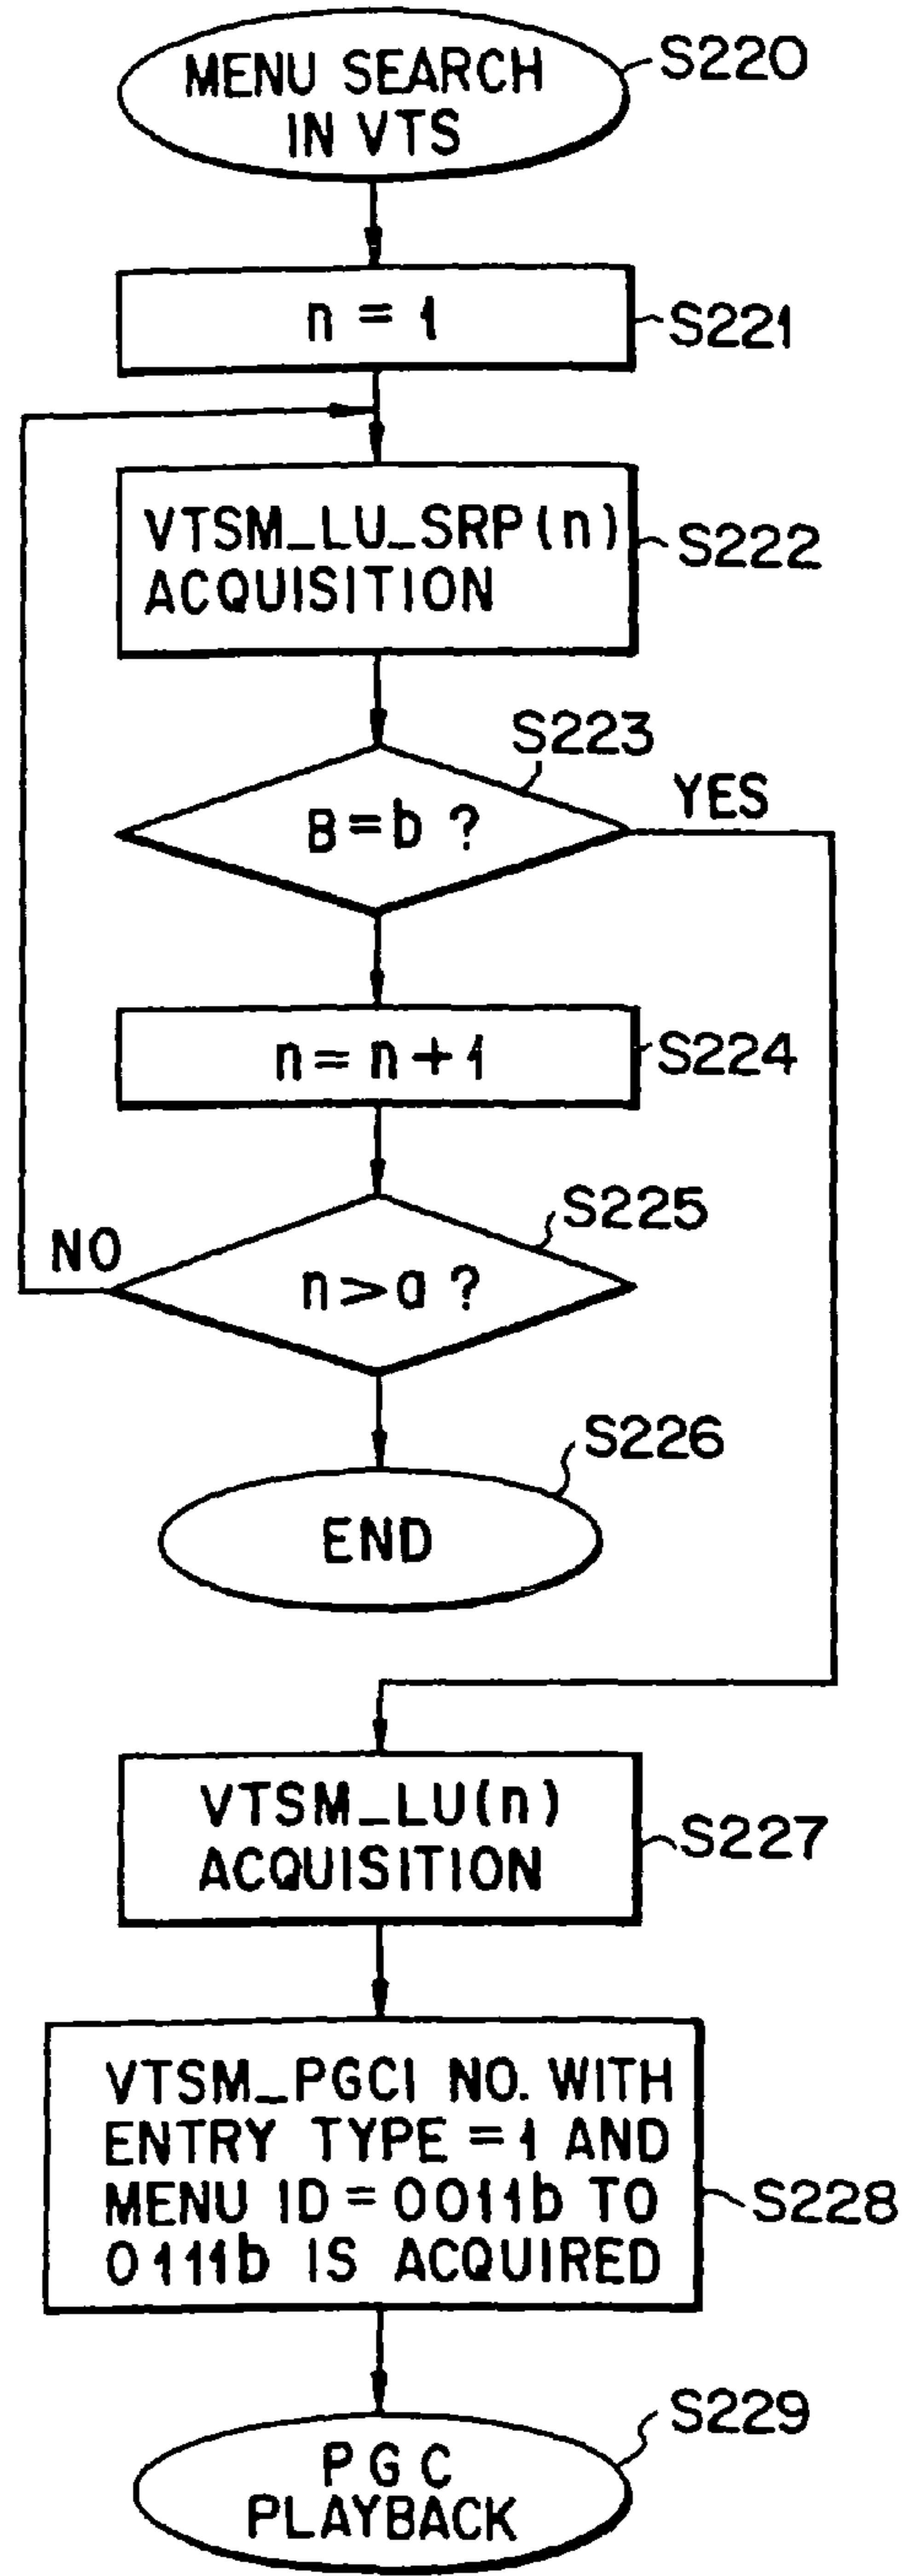 MENU SEARCH
IN VTS
S220
n = 1
S221
VTSM_LU_SRP(n)
ACQUISITION
S222
S223
B=b ?
YES
n=n+1
S224
S225
NO
n>a ?
S226
END
VTSM_LU(n)
ACQUISITION
S227
VTSM_PGCI NO. WITH
ENTRY TYPE =1 AND
MENU ID=0011b TO
0111b IS ACQUIRED
S228
S229
PGC
PLAYBACK